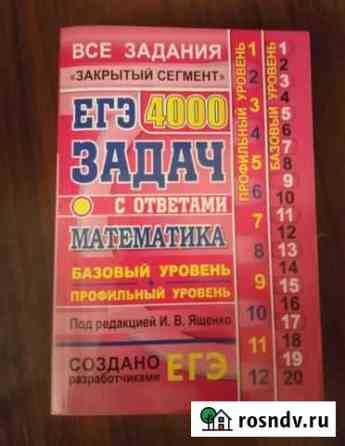 ВСЕ ЗАДАНИЯ
«ЗАКРЫТЫЙ СЕГМЕНТ»
ЕГЭ 4000
ЗАДАЧ
С ОТВЕТАМИ
МАТЕМАТИКА
БАЗОВЫЙ УРОВЕНЬ
+
ПРОФИЛЬНЫЙ УРОВЕНЬ
Под редакцией И. В. Ященко
СОЗДАНО
разработчиками ЕГЭ
ПРОФИЛЬНЫЙ УРОВЕНЬ
1
2
3
4
5
6
7
8
9
10
11
12
БАЗОВЫЙ УРОВЕНЬ
1
2
3
4
5
6
7
8
9
10
11
12
13
14
15
16
17
18
19
20
rosndv.ru